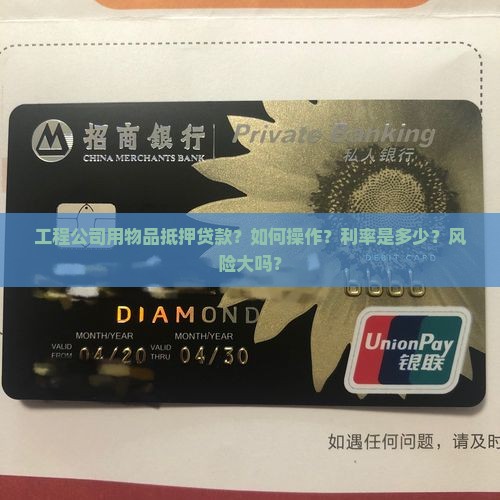 招商银行
CHINA MERCHANTS BANK
Private Banking
私人银行
工程公司用物品抵押贷款？如何操作？利率是多少？风
险大吗？
DEBIT CARD
DIAMOND
MONTH/YEAR MONTH/YEAR
VALID FROM 04/20 VALID THRU 04/30
UnionPay
银联
如遇任何问题，请及时